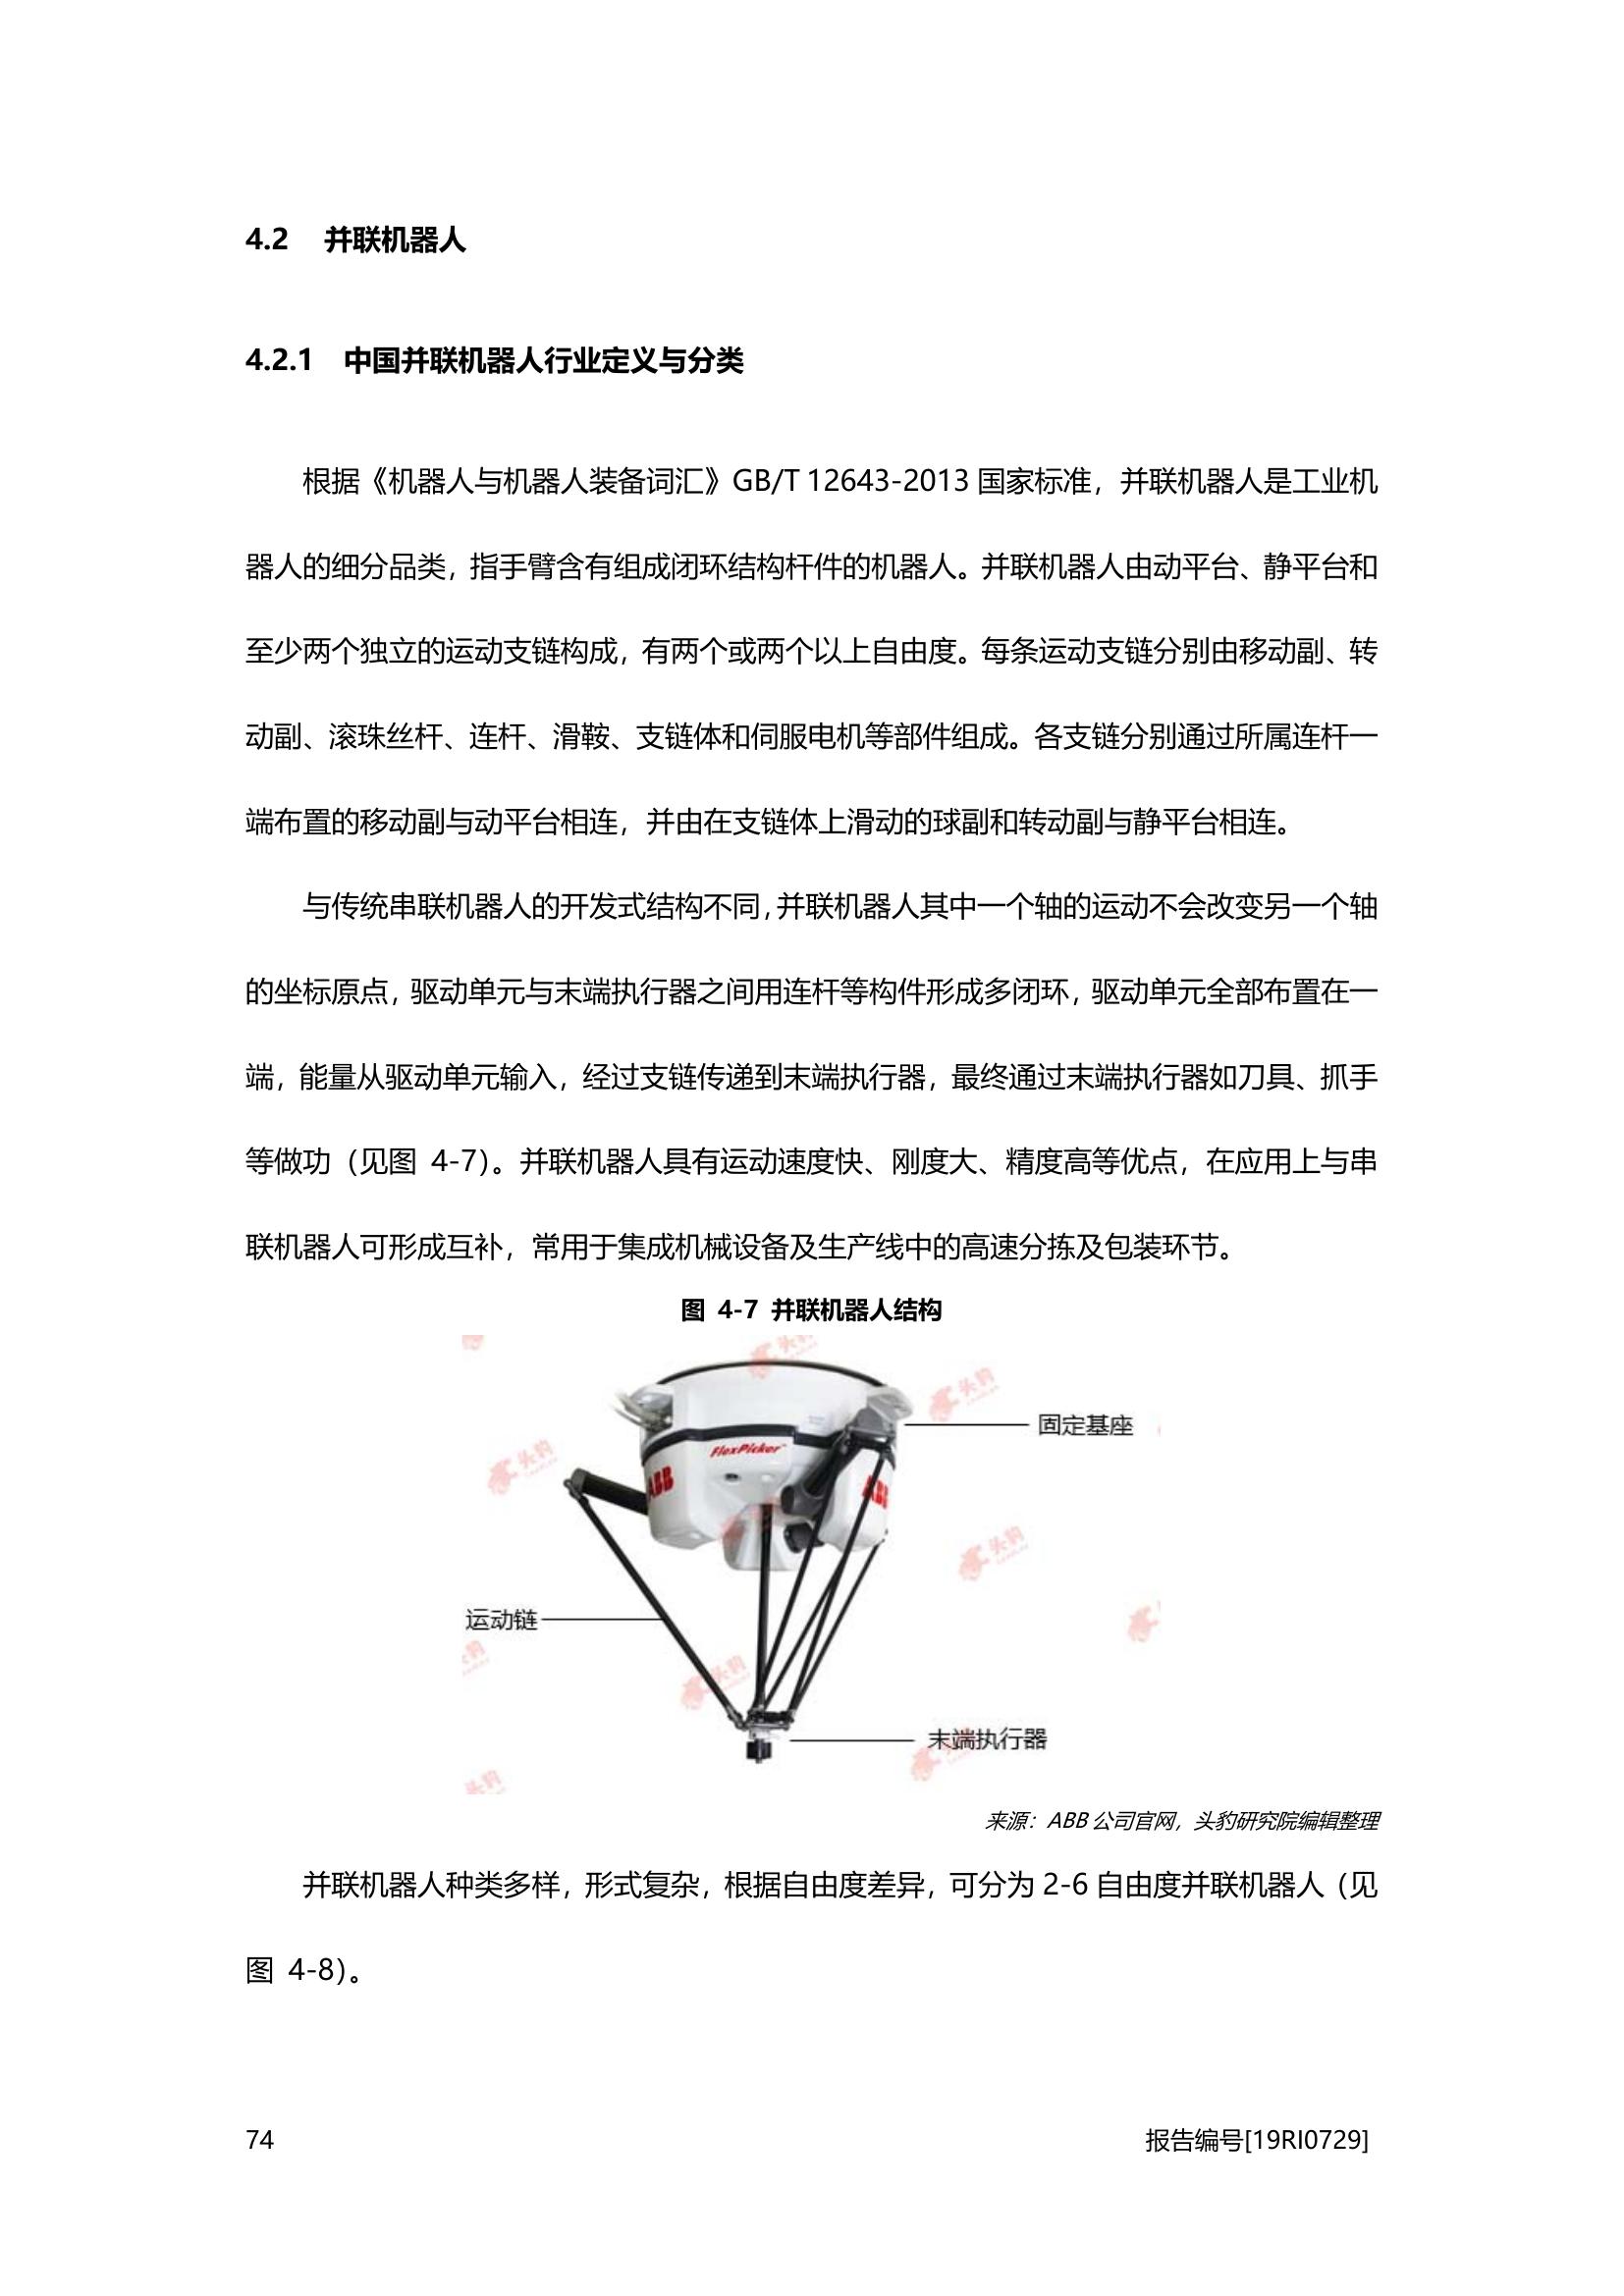 4.2 并联机器人
4.2.1 中国并联机器人行业定义与分类
根据《机器人与机器人装备词汇》GB/T 12643-2013 国家标准，并联机器人是工业机
器人的细分品类，指手臂含有组成闭环结构杆件的机器人。并联机器人由动平台、静平台和
至少两个独立的运动支链构成，有两个或两个以上自由度。每条运动支链分别由移动副、转
动副、滚珠丝杆、连杆、滑鞍、支链体和伺服电机等部件组成。各支链分别通过所属连杆一
端布置的移动副与动平台相连，并由在支链体上滑动的球副和转动副与静平台相连。
与传统串联机器人的开发式结构不同，并联机器人其中一个轴的运动不会改变另一个轴
的坐标原点，驱动单元与末端执行器之间用连杆等构件形成多闭环，驱动单元全部布置在一
端，能量从驱动单元输入，经过支链传递到末端执行器，最终通过末端执行器如刀具、抓手
等做功（见图 4-7）。并联机器人具有运动速度快、刚度大、精度高等优点，在应用上与串
联机器人可形成互补，常用于集成机械设备及生产线中的高速分拣及包装环节。
图 4-7 并联机器人结构
头豹
头豹
固定基座
FlexPicker
头豹
ABB
ABB
头豹
运动链
头豹
末端执行器
头豹
来源：ABB 公司官网，头豹研究院编辑整理
并联机器人种类多样，形式复杂，根据自由度差异，可分为 2-6 自由度并联机器人（见
图 4-8）。
74 报告编号[19RI0729]